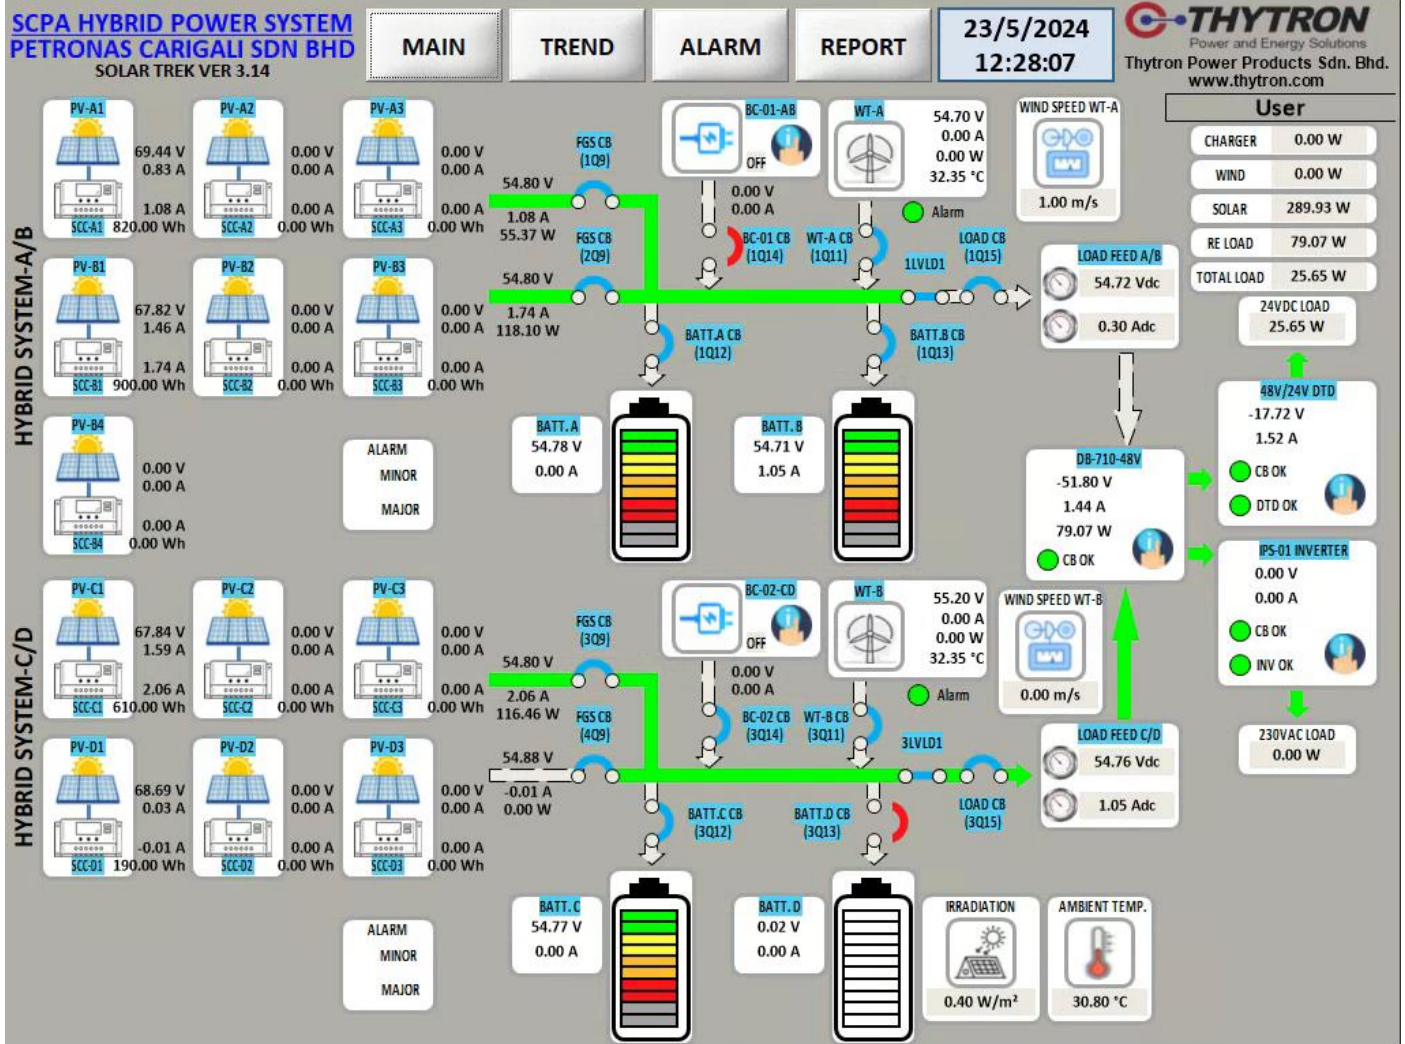 SCPA HYBRID POWER SYSTEM
PETRONAS CARIGALI SDN BHD
SOLAR TREK VER 3.14
MAIN
TREND
ALARM
REPORT
23/5/2024
12:28:07
THYTRON
Power and Energy Solutions
Thytron Power Products Sdn. Bhd.
www.thytron.com
User
CHARGER 0.00 W
WIND 0.00 W
SOLAR 289.93 W
RE LOAD 79.07 W
TOTAL LOAD 25.65 W
HYBRID SYSTEM-A/B
PV-A1
69.44 V
0.83 A
1.08 A
SCC-A1 820.00 Wh
PV-A2
0.00 V
0.00 A
0.00 A
SCC-A2 0.00 Wh
PV-A3
0.00 V
0.00 A
0.00 A
SCC-A3 0.00 Wh
54.80 V
1.08 A
55.37 W
FGS CB
(1Q9)
PV-B1
67.82 V
1.46 A
1.74 A
SCC-B1 900.00 Wh
PV-B2
0.00 V
0.00 A
0.00 A
SCC-B2 0.00 Wh
PV-B3
0.00 V
0.00 A
0.00 A
SCC-B3 0.00 Wh
54.80 V
1.74 A
118.10 W
FGS CB
(2Q9)
PV-B4
0.00 V
0.00 A
0.00 A
SCC-B4 0.00 Wh
ALARM
MINOR
MAJOR
BC-01-AB
OFF
0.00 V
0.00 A
BC-01 CB
(1Q14)
WT-A
54.70 V
0.00 A
0.00 W
32.35 °C
Alarm
WT-A CB
(1Q11)
WIND SPEED WT-A
1.00 m/s
1LVLD1
LOAD CB
(1Q15)
LOAD FEED A/B
54.72 Vdc
0.30 Adc
BATT.A CB
(1Q12)
BATT.B CB
(1Q13)
BATT. A
54.78 V
0.00 A
BATT. B
54.71 V
1.05 A
24VDC LOAD
25.65 W
48V/24V DTD
-17.72 V
1.52 A
CB OK
DTD OK
DB-710-48V
-51.80 V
1.44 A
79.07 W
CB OK
IPS-01 INVERTER
0.00 V
0.00 A
CB OK
INV OK
230VAC LOAD
0.00 W
HYBRID SYSTEM-C/D
PV-C1
67.84 V
1.59 A
2.06 A
SCC-C1 610.00 Wh
PV-C2
0.00 V
0.00 A
0.00 A
SCC-C2 0.00 Wh
PV-C3
0.00 V
0.00 A
0.00 A
SCC-C3 0.00 Wh
54.80 V
2.06 A
116.46 W
FGS CB
(3Q9)
PV-D1
68.69 V
0.03 A
-0.01 A
SCC-D1 190.00 Wh
PV-D2
0.00 V
0.00 A
0.00 A
SCC-D2 0.00 Wh
PV-D3
0.00 V
0.00 A
0.00 A
SCC-D3 0.00 Wh
54.88 V
-0.01 A
0.00 W
FGS CB
(4Q9)
ALARM
MINOR
MAJOR
BC-02-CD
OFF
0.00 V
0.00 A
BC-02 CB
(3Q14)
WT-B
55.20 V
0.00 A
0.00 W
32.35 °C
Alarm
WT-B CB
(3Q11)
WIND SPEED WT-B
0.00 m/s
3LVLD1
LOAD CB
(3Q15)
LOAD FEED C/D
54.76 Vdc
1.05 Adc
BATT.C CB
(3Q12)
BATT.D CB
(3Q13)
BATT. C
54.77 V
0.00 A
BATT. D
0.02 V
0.00 A
IRRADIATION
0.40 W/m²
AMBIENT TEMP.
30.80 °C